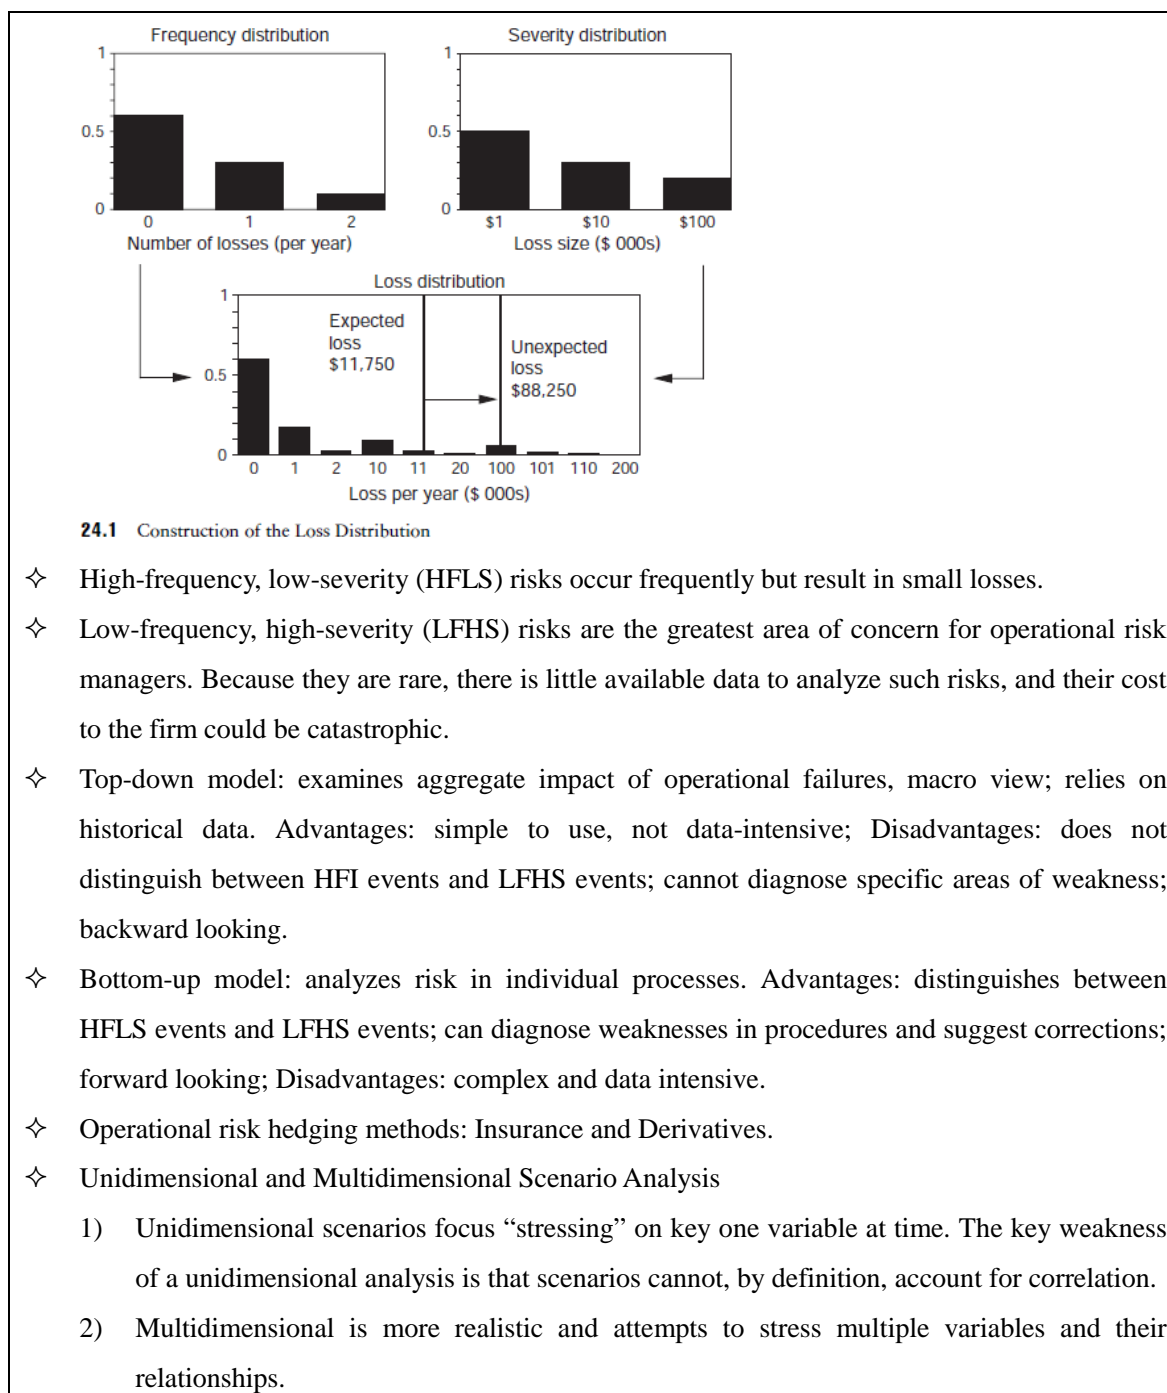 Frequency distribution
1
0.5
0
0 1 2
Number of losses (per year)
Severity distribution
1
0.5
0
$1 $10 $100
Loss size ($ 000s)
Loss distribution
1
0.5
0
Expected
loss
$11,750
Unexpected
loss
$88,250
0 1 2 10 11 20 100 101 110 200
Loss per year ($ 000s)
24.1 Construction of the Loss Distribution
✧ High-frequency, low-severity (HFLS) risks occur frequently but result in small losses.
✧ Low-frequency, high-severity (LFHS) risks are the greatest area of concern for operational risk
managers. Because they are rare, there is little available data to analyze such risks, and their cost
to the firm could be catastrophic.
✧ Top-down model: examines aggregate impact of operational failures, macro view; relies on
historical data. Advantages: simple to use, not data-intensive; Disadvantages: does not
distinguish between HFI events and LFHS events; cannot diagnose specific areas of weakness;
backward looking.
✧ Bottom-up model: analyzes risk in individual processes. Advantages: distinguishes between
HFLS events and LFHS events; can diagnose weaknesses in procedures and suggest corrections;
forward looking; Disadvantages: complex and data intensive.
✧ Operational risk hedging methods: Insurance and Derivatives.
✧ Unidimensional and Multidimensional Scenario Analysis
1) Unidimensional scenarios focus “stressing” on key one variable at time. The key weakness
of a unidimensional analysis is that scenarios cannot, by definition, account for correlation.
2) Multidimensional is more realistic and attempts to stress multiple variables and their
relationships.